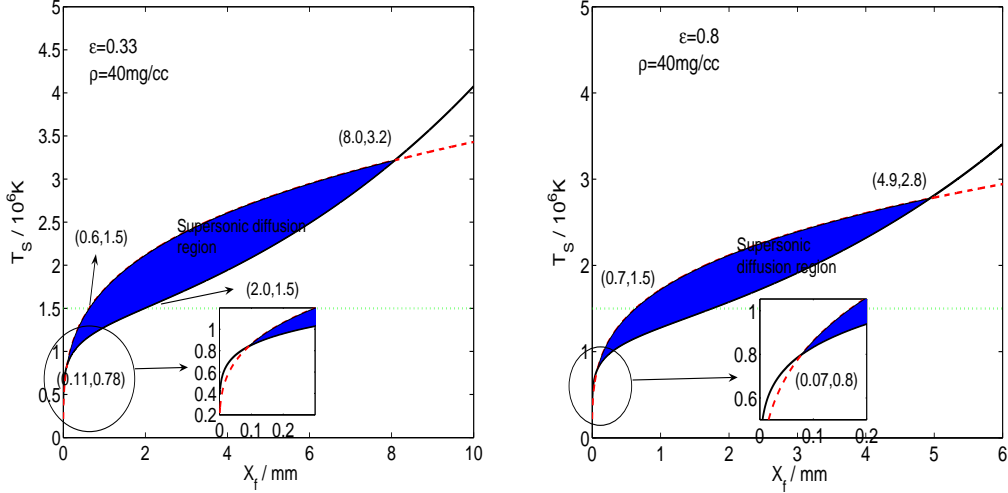 5
4.5
4
3.5
3
2.5
2
1.5
1
0.5
0
T_S / 10^6K
ε=0.33
ρ=40mg/cc
(8.0,3.2)
(0.6,1.5)
Supersonic diffusion
region
(2.0,1.5)
(0.11,0.78)
1
0.8
0.6
0.4
0.2
0 0.1 0.2
0 2 4 6 8 10
X_f / mm
5
4
3
2
1
0
T_S / 10^6K
ε=0.8
ρ=40mg/cc
(4.9,2.8)
Supersonic
diffusion region
(0.7,1.5)
1
0.8
0.6
(0.07,0.8)
0 0.1 0.2
0 1 2 3 4 5 6
X_f / mm